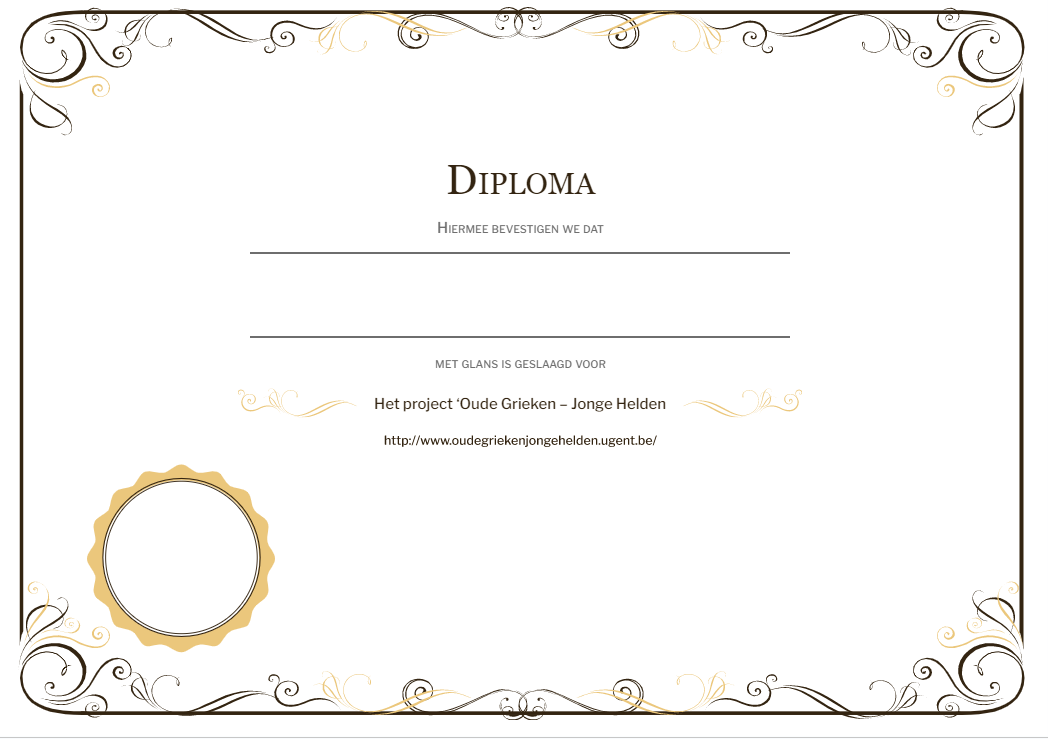 Diploma
Hiermee bevestigen we dat
met glans is geslaagd voor
Het project ‘Oude Grieken – Jonge Helden
http://www.oudegriekenjongehelden.ugent.be/